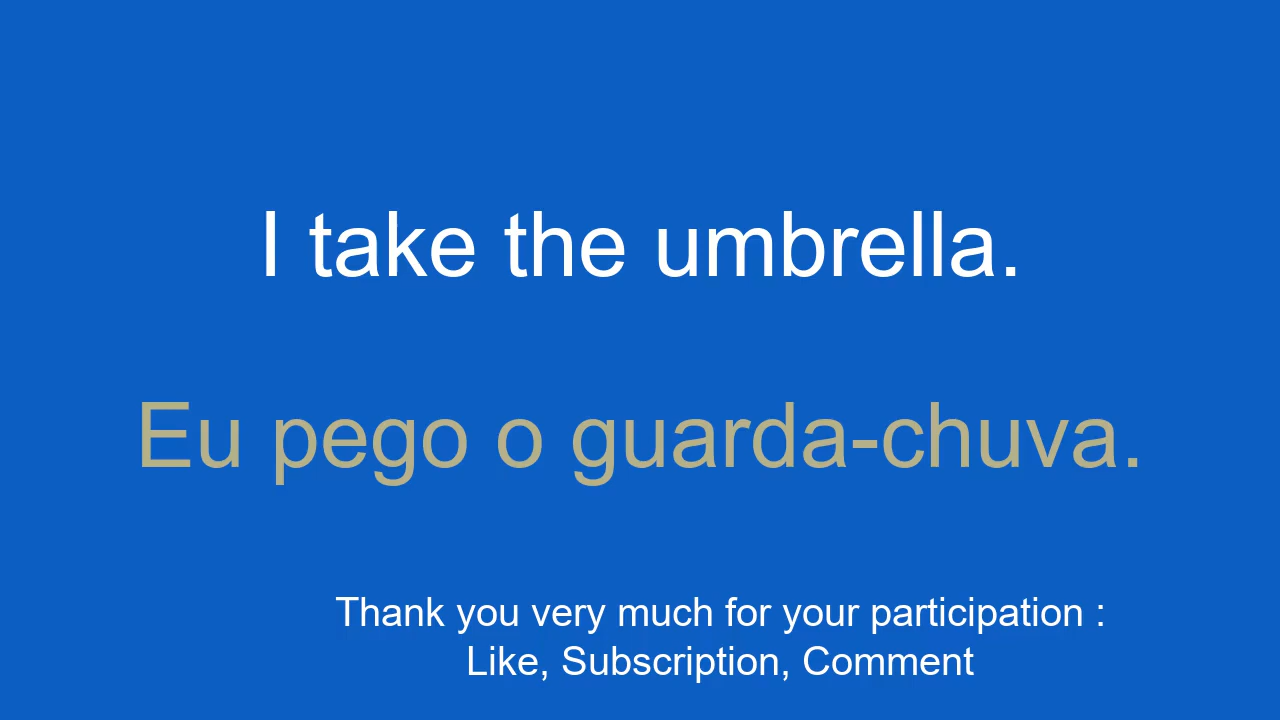 I take the umbrella.
Eu pego o guarda-chuva.
Thank you very much for your participation :
Like, Subscription, Comment